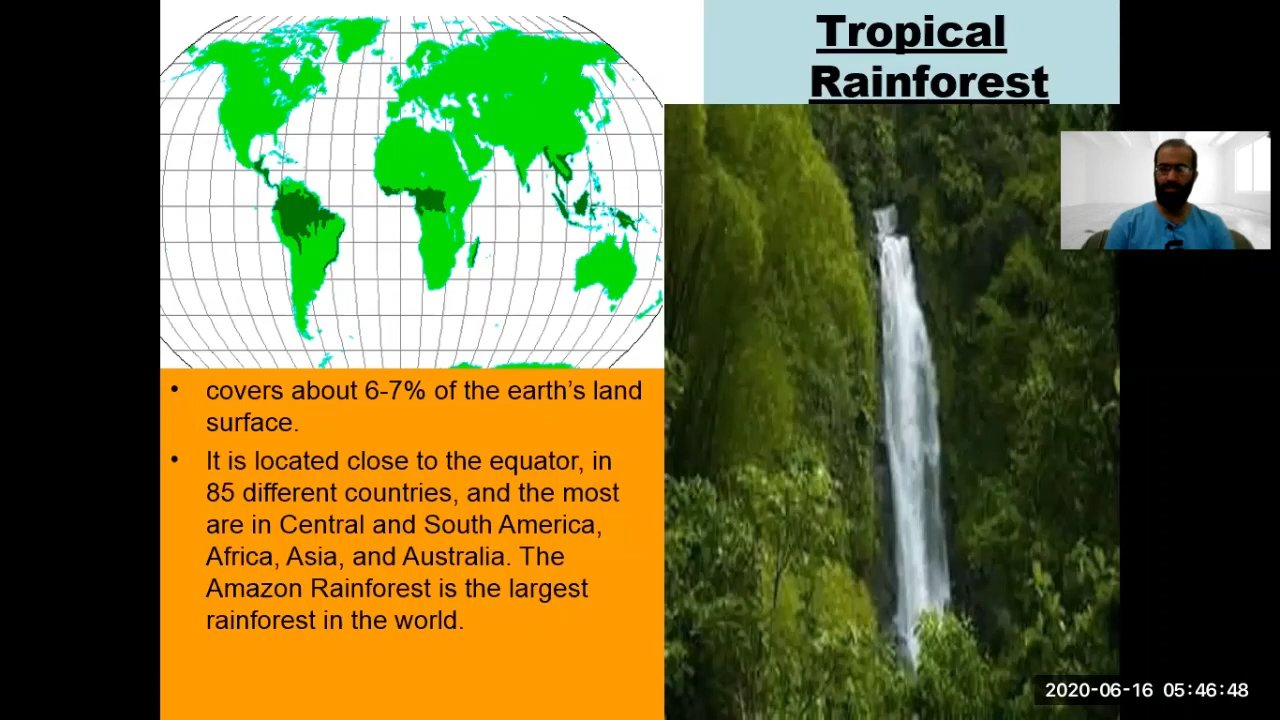 Tropical
Rainforest
• covers about 6-7% of the earth’s land
surface.
• It is located close to the equator, in
85 different countries, and the most
are in Central and South America,
Africa, Asia, and Australia. The
Amazon Rainforest is the largest
rainforest in the world.
2020-06-16 05:46:48